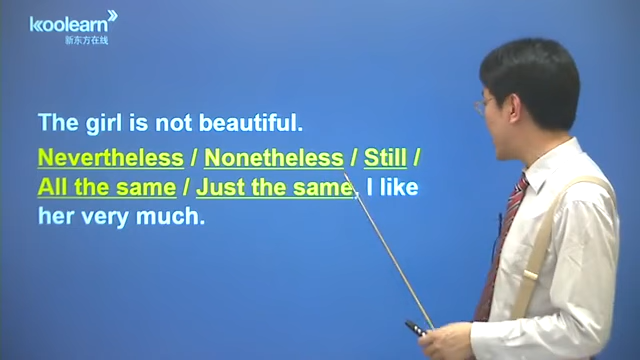 koolearn
新东方在线
The girl is not beautiful.
Nevertheless / Nonetheless / Still /
All the same / Just the same, I like
her very much.